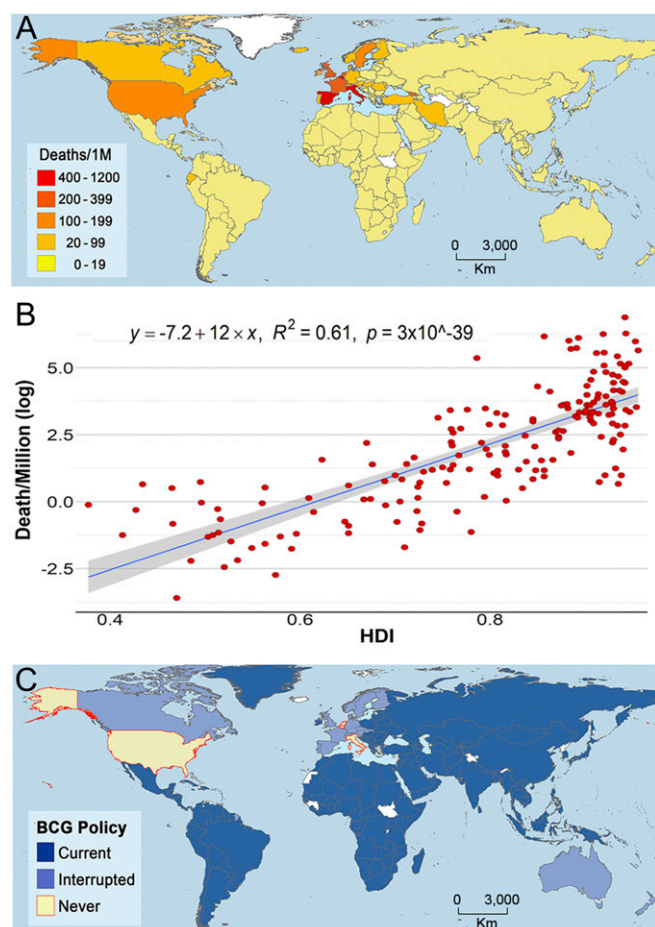 A
Deaths/1M
400 - 1200
200 - 399
100 - 199
20 - 99
0 - 19
0 3,000
Km
B
y = -7.2 + 12 × x, R² = 0.61, p = 3x10^-39
Death/Million (log)
5.0
2.5
0.0
-2.5
0.4 0.6 0.8
HDI
C
BCG Policy
Current
Interrupted
Never
0 3,000
Km